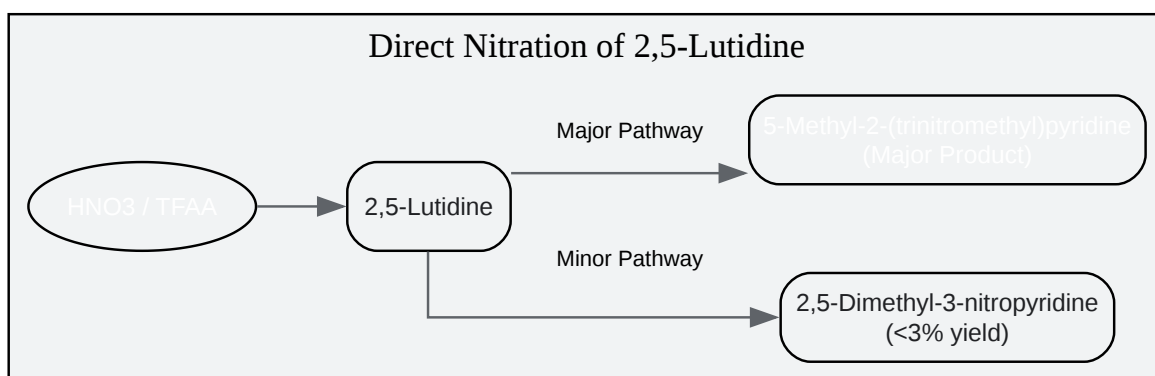 Direct Nitration of 2,5-Lutidine
Major Pathway
5-Methyl-2-(trinitromethyl)pyridine
(Major Product)
HNO3 / TFAA
2,5-Lutidine
Minor Pathway
2,5-Dimethyl-3-nitropyridine
(<3% yield)